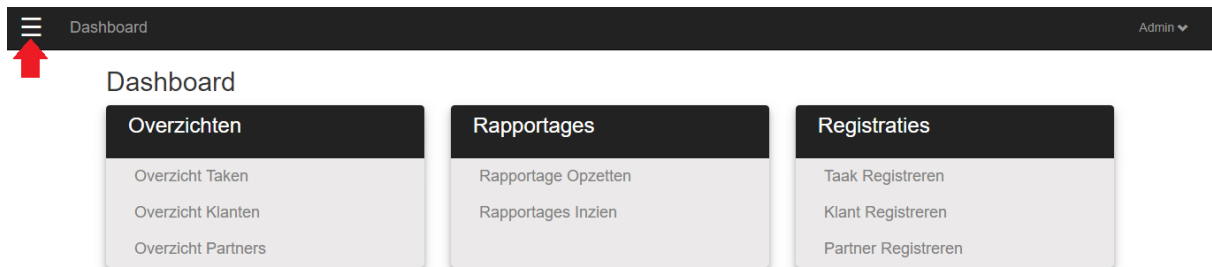 Dashboard
Admin
Dashboard
Overzichten
Overzicht Taken
Overzicht Klanten
Overzicht Partners
Rapportages
Rapportage Opzetten
Rapportages Inzien
Registraties
Taak Registreren
Klant Registreren
Partner Registreren